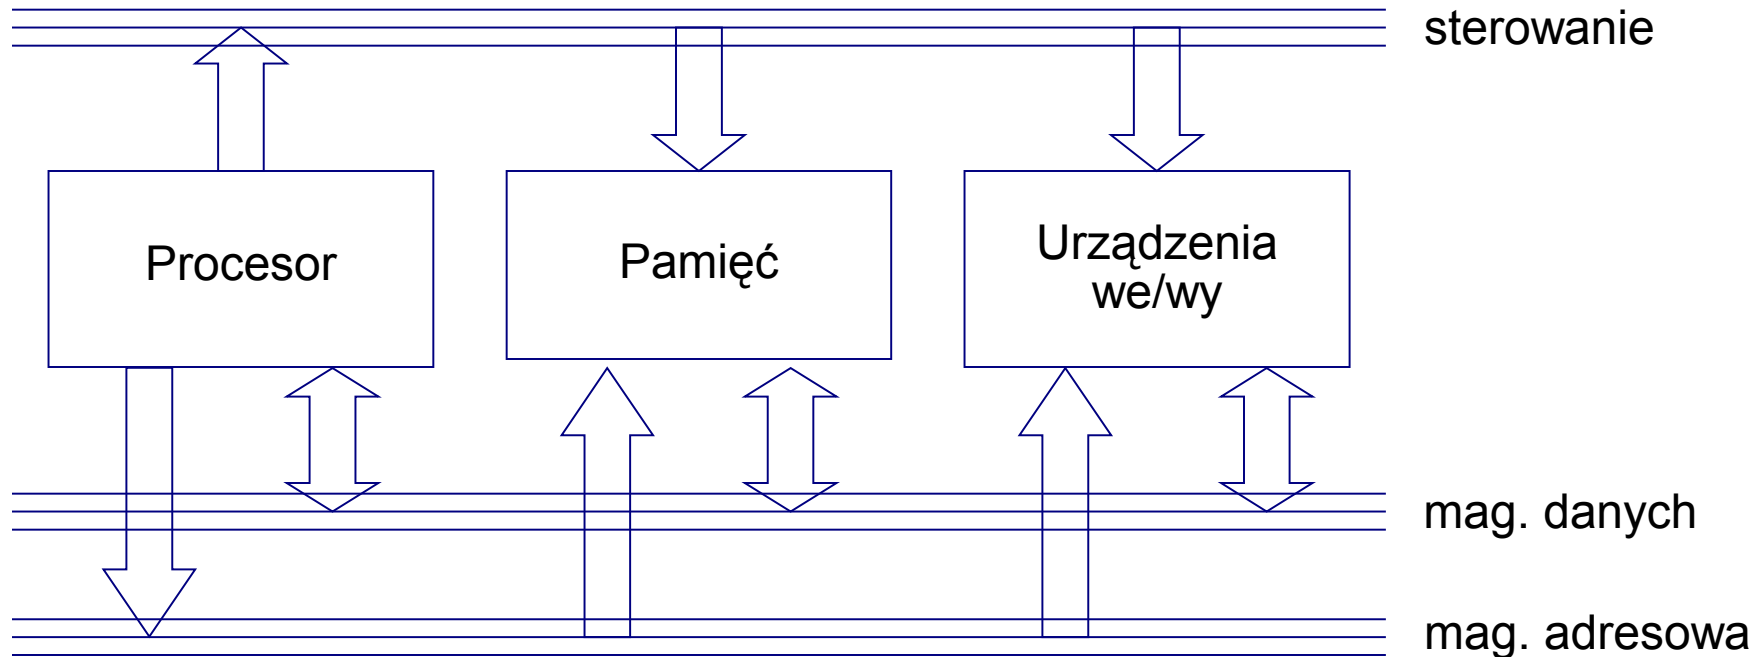 sterowanie
Procesor
Pamięć
Urządzenia
we/wy
mag. danych
mag. adresowa